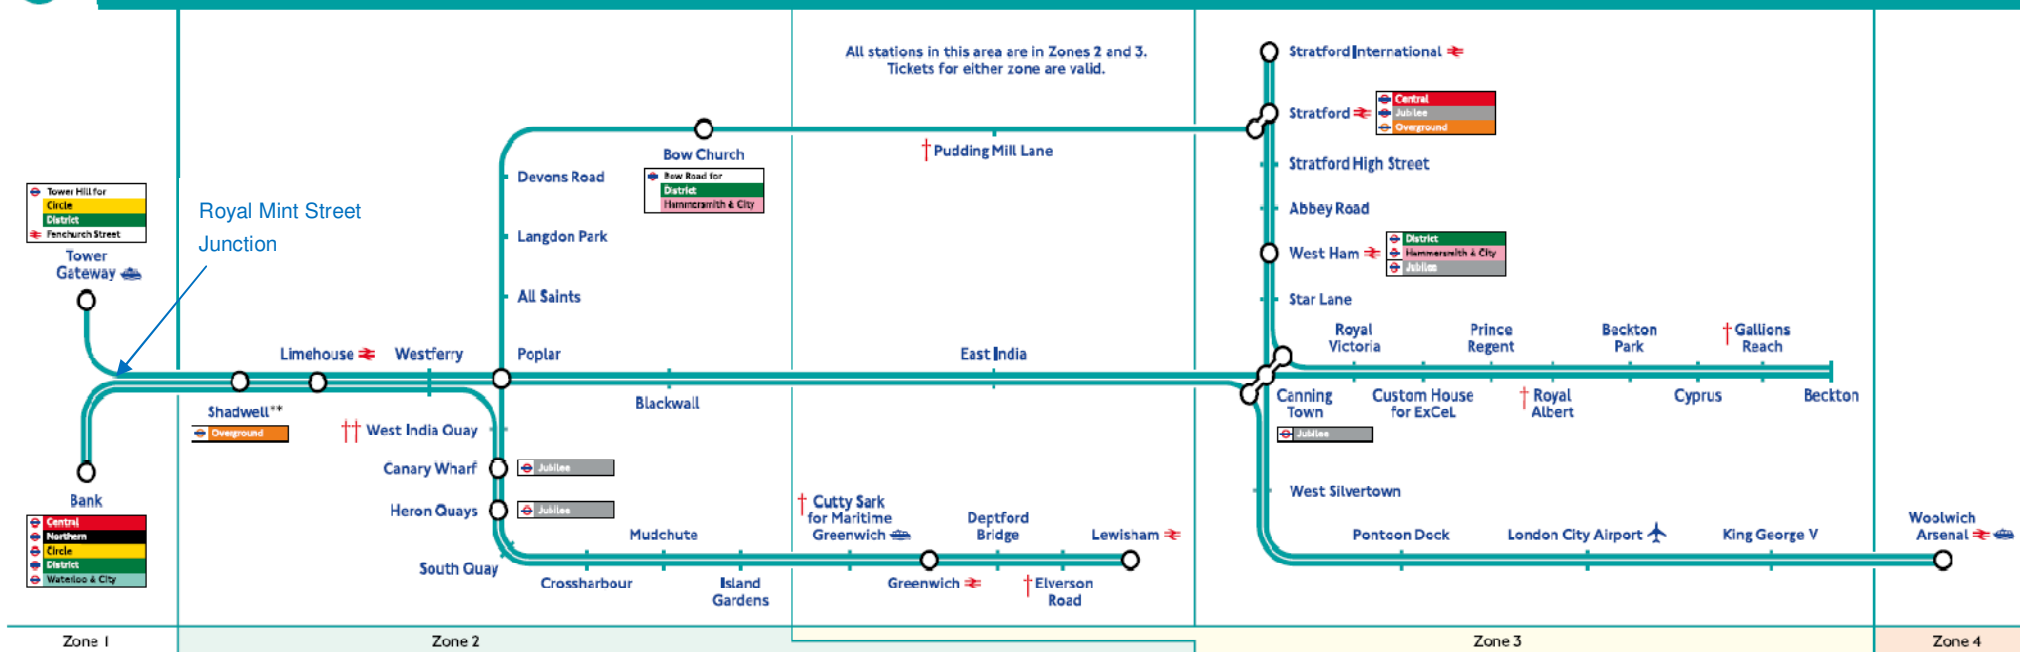 All stations in this area are in Zones 2 and 3.
Tickets for either zone are valid.
Stratford International
Stratford
Central
Jubilee
Overground
Bow Church
Bow Road for
District
Hammersmith & City
† Pudding Mill Lane
Stratford High Street
Devons Road
Tower Hill for
Circle
District
Fenchurch Street
Tower
Gateway
Royal Mint Street
Junction
Abbey Road
Langdon Park
West Ham
District
Hammersmith & City
Jubilee
All Saints
Star Lane
Limehouse
Westferry
Poplar
East India
Royal
Victoria
Prince
Regent
Beckton
Park
† Gallions
Reach
Shadwell**
Overground
Blackwall
Canning
Town
Jubilee
Custom House
for ExCeL
† Royal
Albert
Cyprus
Beckton
†† West India Quay
Canary Wharf
Jubilee
Heron Quays
Jubilee
Bank
Central
Northern
Circle
District
Waterloo & City
West Silvertown
South Quay
Crossharbour
Mudchute
Island
Gardens
† Cutty Sark
for Maritime
Greenwich
Greenwich
Deptford
Bridge
† Elverson
Road
Lewisham
Pontoon Dock
London City Airport
King George V
Woolwich
Arsenal
Zone 1
Zone 2
Zone 3
Zone 4